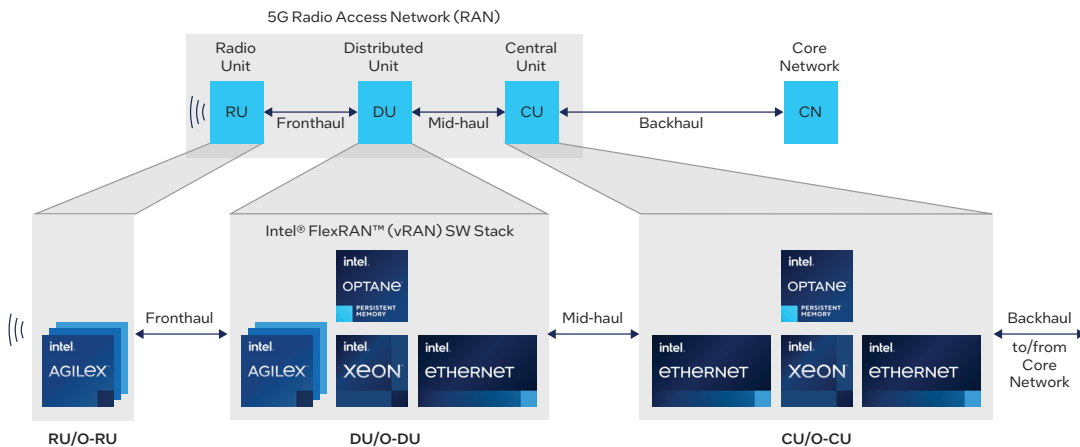 5G Radio Access Network (RAN)
Radio
Unit
Distributed
Unit
Central
Unit
Core
Network
RU
Fronthaul
DU
Mid-haul
CU
Backhaul
CN
Intel® FlexRAN™ (vRAN) SW Stack
intel.
OPTANE
PERSISTENT
MEMORY
intel.
OPTANE
PERSISTENT
MEMORY
Fronthaul
Mid-haul
Backhaul
to/from
Core
Network
intel.
AGILEX
intel.
AGILEX
intel.
XEON
intel.
ETHERNET
intel.
ETHERNET
intel.
XEON
intel.
ETHERNET
RU/O-RU
DU/O-DU
CU/O-CU